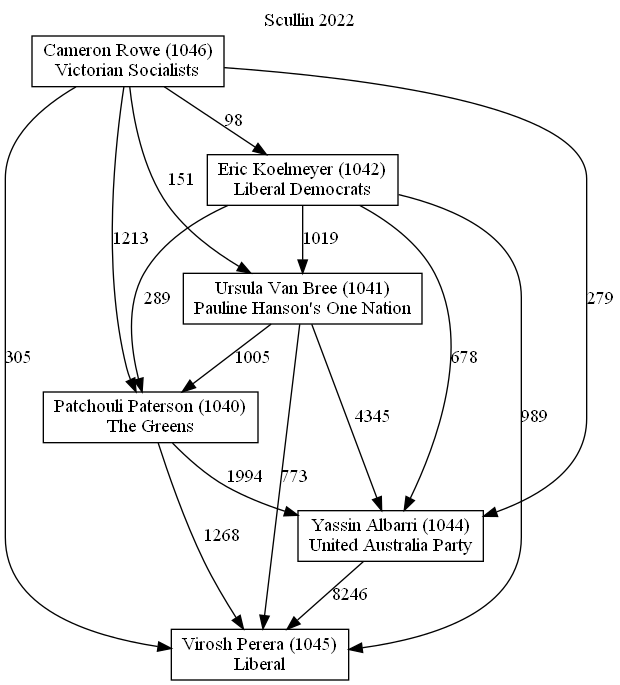 Scullin 2022
Cameron Rowe (1046)
Victorian Socialists
98
Eric Koelmeyer (1042)
Liberal Democrats
151
1213
1019
289
279
Ursula Van Bree (1041)
Pauline Hanson's One Nation
305
1005
678
Patchouli Paterson (1040)
The Greens
4345
989
1994
773
Yassin Albarri (1044)
United Australia Party
1268
8246
Virosh Perera (1045)
Liberal